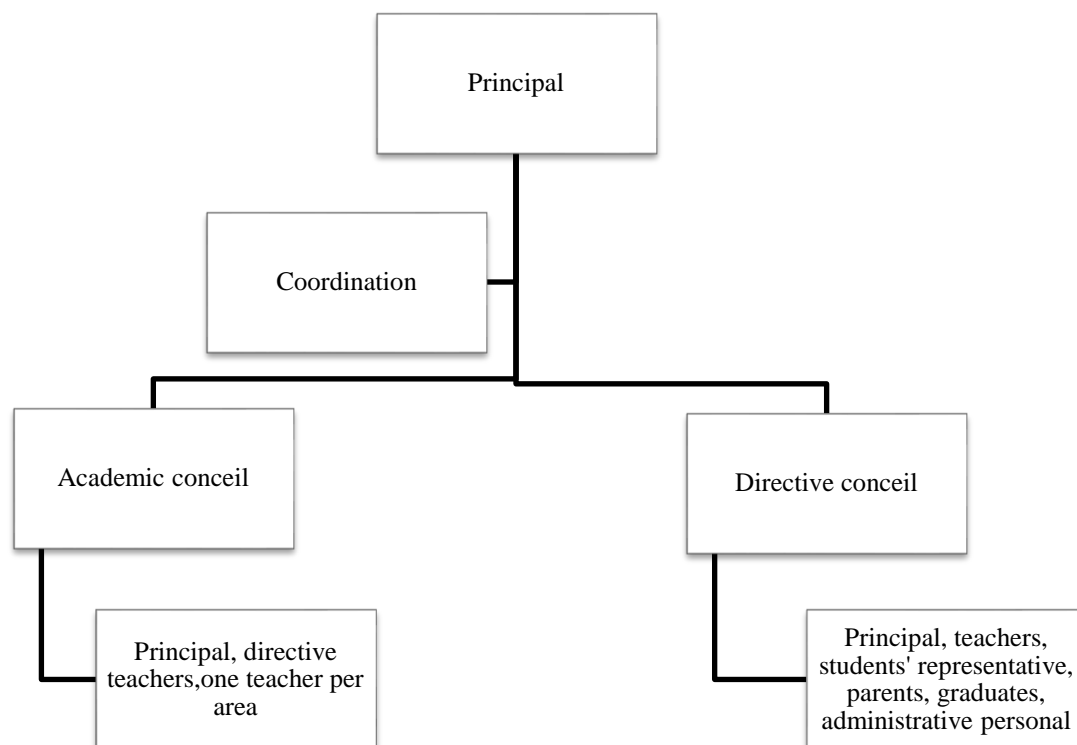 Principal
Coordination
Academic conceil
Directive conceil
Principal, directive
teachers,one teacher per
area
Principal, teachers,
students' representative,
parents, graduates,
administrative personal